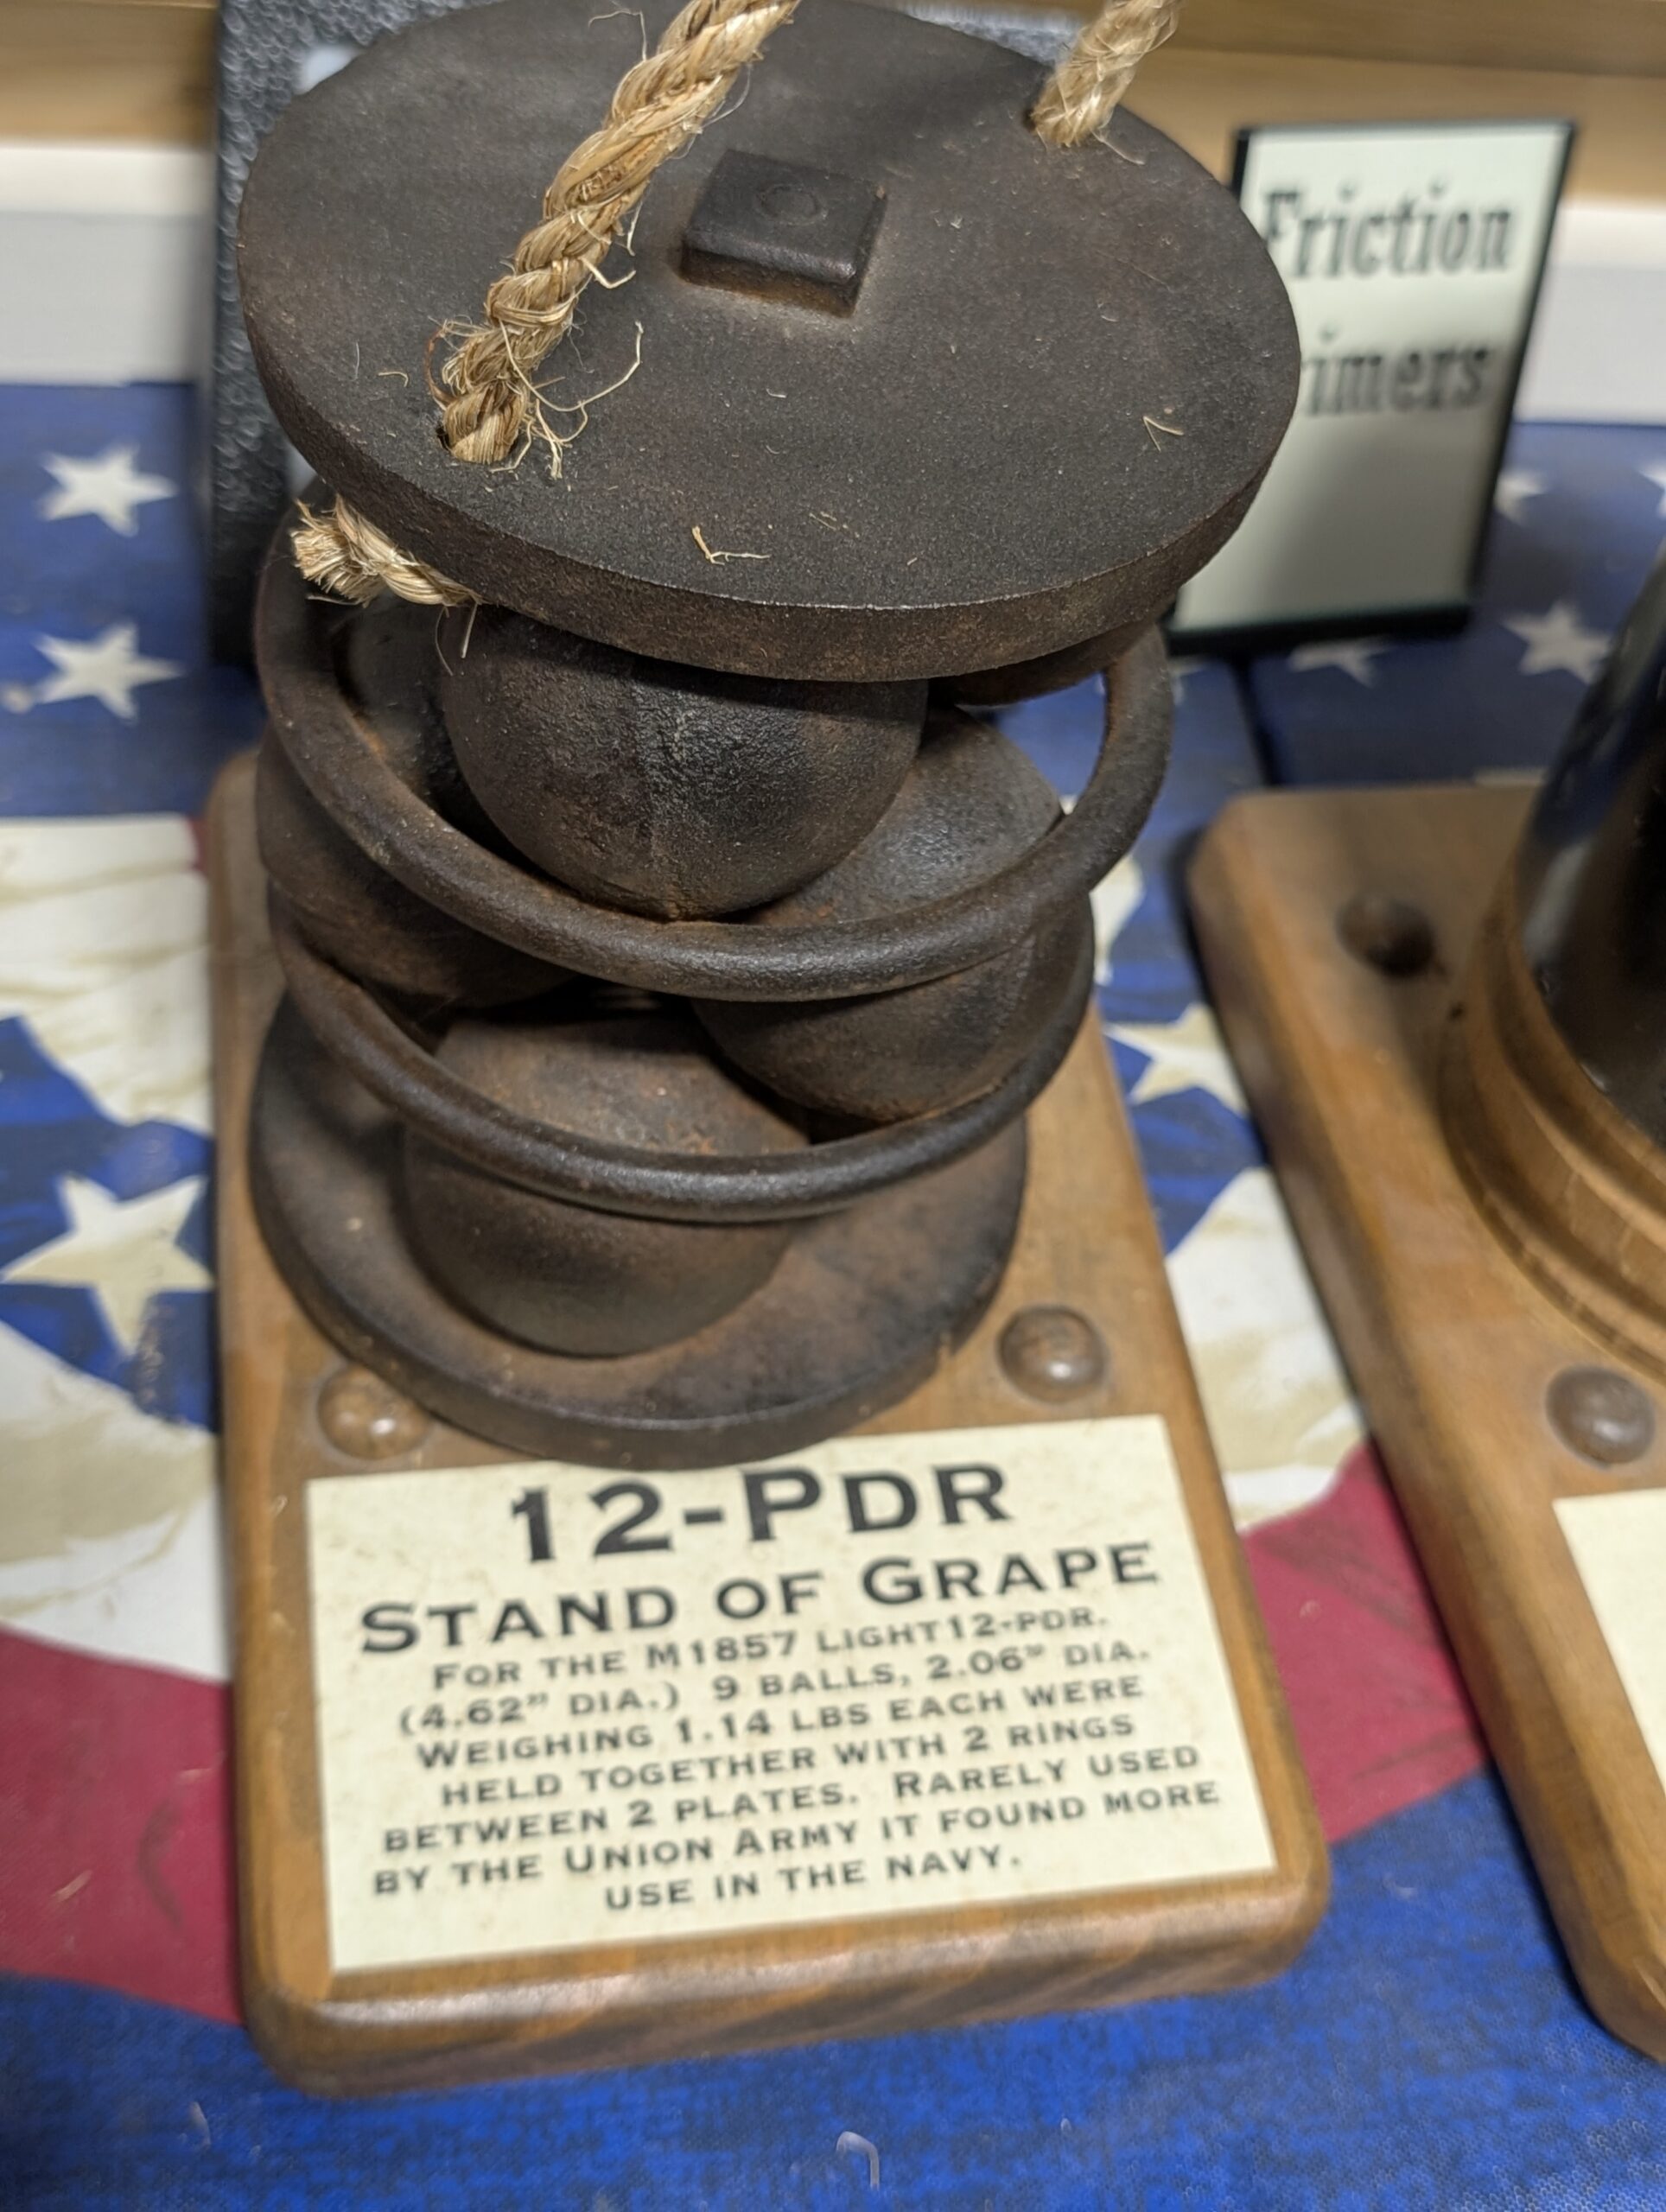 Friction
12-PDR
STAND OF GRAPE
FOR THE M1857 LIGHT12-PDR.
(4.62" DIA.) 9 BALLS, 2.06" DIA.
WEIGHING 1.14 LBS EACH WERE
HELD TOGETHER WITH 2 RINGS
BETWEEN 2 PLATES. RARELY USED
BY THE UNION ARMY IT FOUND MORE
USE IN THE NAVY.